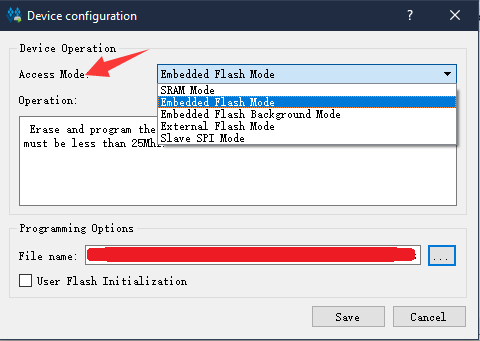 Device configuration
?
Device Operation
Access Mode:
Embedded Flash Mode
SRAM Mode
Embedded Flash Mode
Embedded Flash Background Mode
External Flash Mode
Slave SPI Mode
Operation:
Erase and program the
must be less than 25Mhz.
Programming Options
File name:
...
User Flash Initialization
Save
Cancel